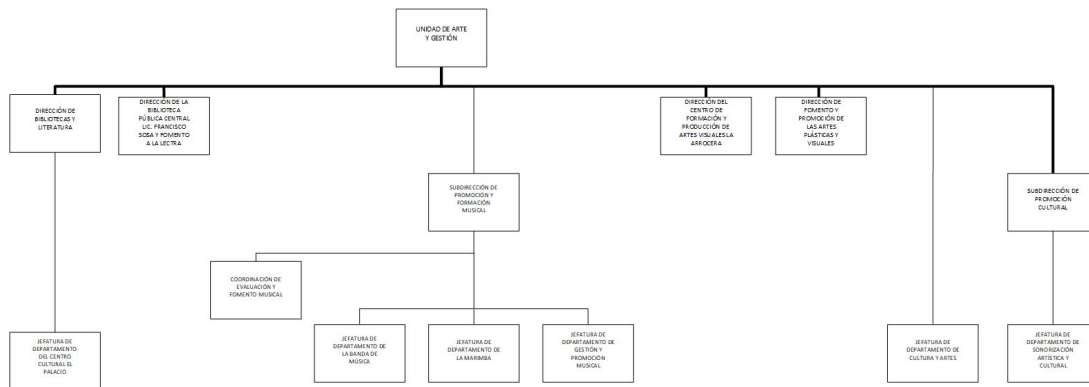 UNIDAD DE ARTE
Y GESTIÓN
DIRECCIÓN DE
BIBLIOTECAS Y
LITERATURA
DIRECCIÓN DE LA
BIBLIOTECA
PÚBLICA CENTRAL
LIC. FRANCISCO
SOSA Y FOMENTO
A LA LECTRA
DIRECCIÓN DEL
CENTRO DE
FORMACIÓN Y
PRODUCCIÓN DE
ARTES VISUALES LA
ARROCERA
DIRECCIÓN DE
FOMENTO Y
PROMOCIÓN DE
LAS ARTES
PLÁSTICAS Y
VISUALES
SUBDIRECCIÓN DE
PROMOCIÓN Y
FORMACIÓN
MUSICAL
SUBDIRECCIÓN DE
PROMOCIÓN
CULTURAL
COORDINACIÓN DE
EVALUACIÓN Y
FOMENTO MUSICAL
JEFATURA DE
DEPARTAMENTO
DEL CENTRO
CULTURAL EL
PALACIO
JEFATURA DE
DEPARTAMENTO DE
LA BANDA DE
MÚSICA
JEFATURA DE
DEPARTAMENTO DE
LA MARIMBA
JEFATURA DE
DEPARTAMENTO DE
GESTIÓN Y
PROMOCIÓN
MUSICAL
JEFATURA DE
DEPARTAMENTO DE
CULTURA Y ARTES
JEFATURA DE
DEPARTAMENTO
DE SONORIZACIÓN
ARTÍSTICA Y
CULTURAL